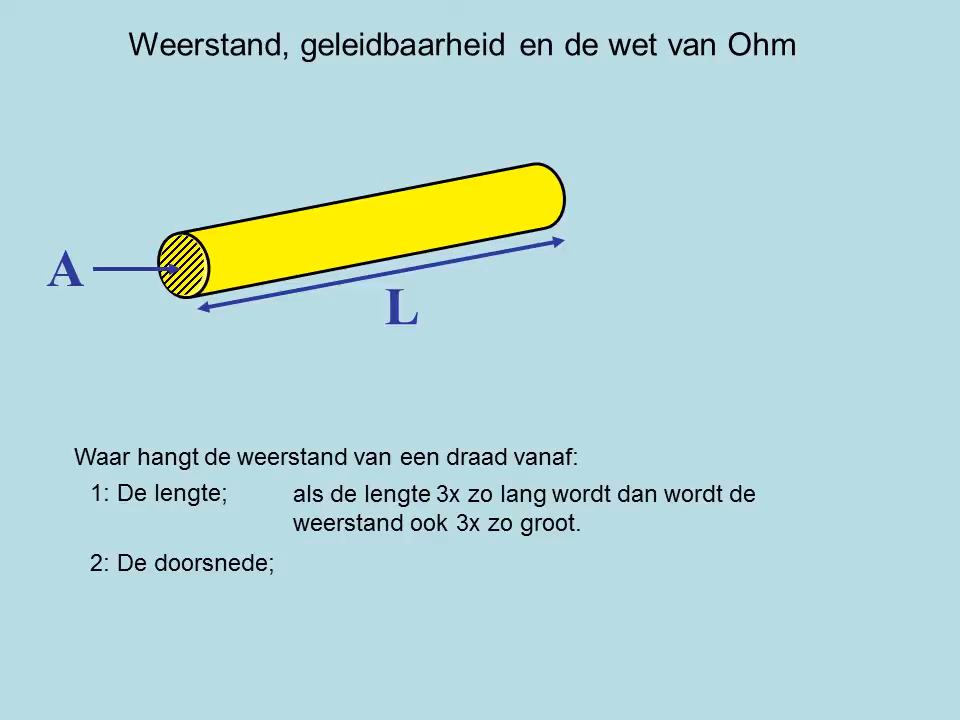 Weerstand, geleidbaarheid en de wet van Ohm
A
L
Waar hangt de weerstand van een draad vanaf:
1: De lengte; als de lengte 3x zo lang wordt dan wordt de
weerstand ook 3x zo groot.
2: De doorsnede;